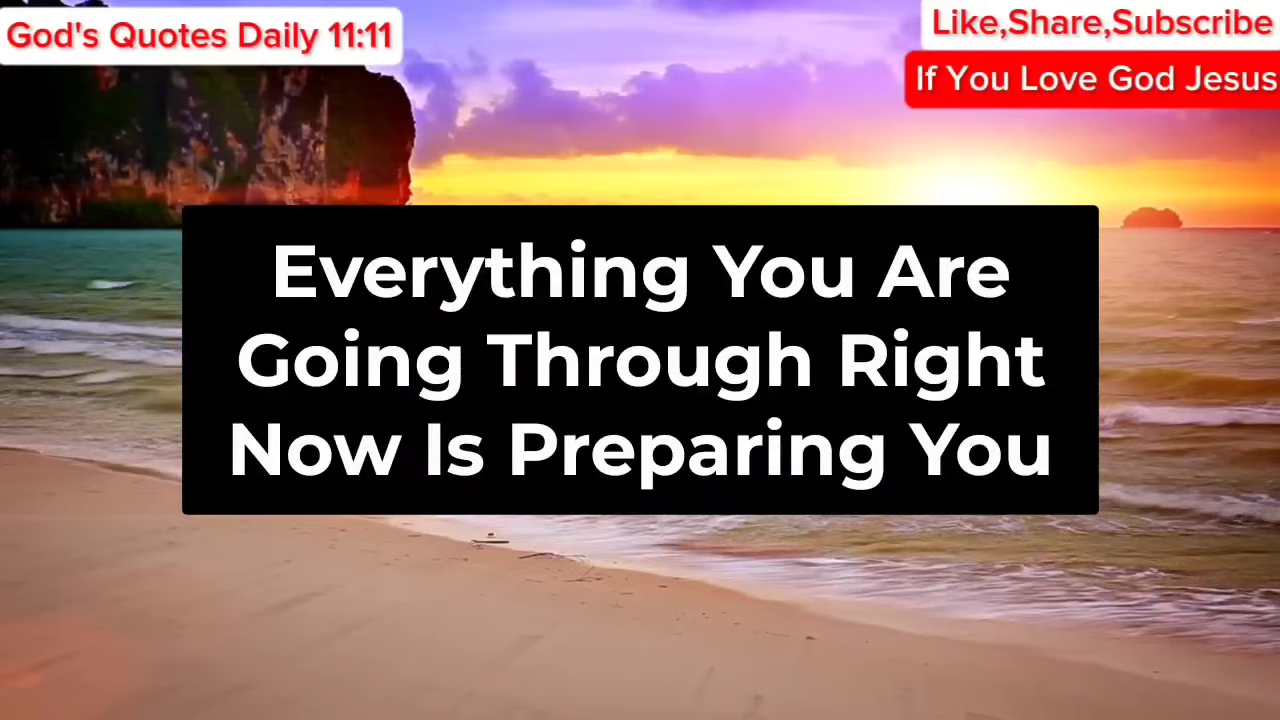 God's Quotes Daily 11:11
Like,Share,Subscribe
If You Love God Jesus
Everything You Are
Going Through Right
Now Is Preparing You